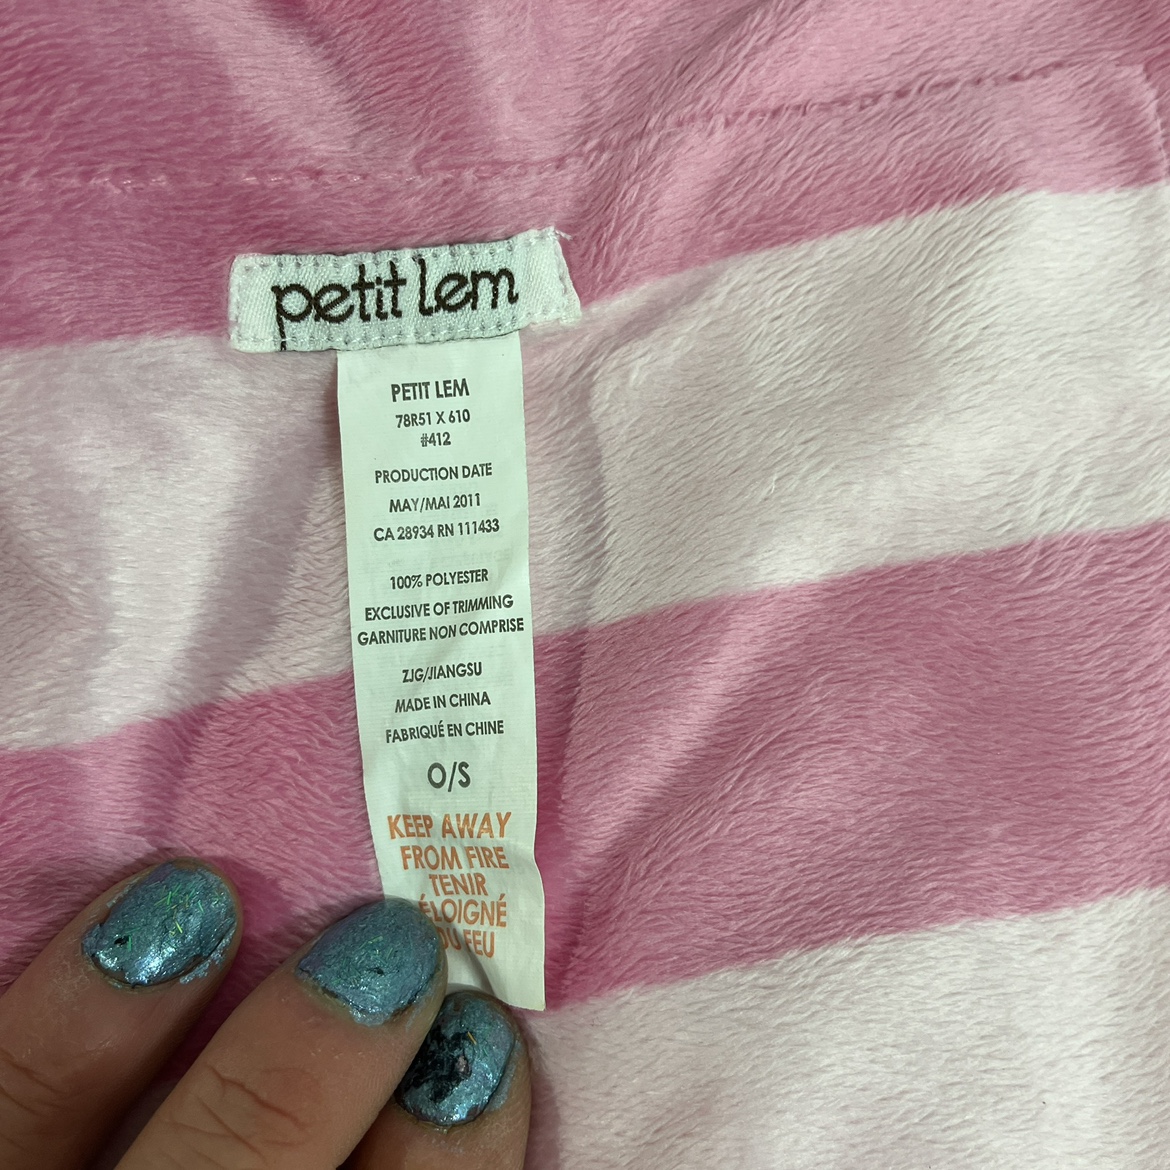 petit lem
PETIT LEM
78R51 X 610
#412
PRODUCTION DATE
MAY/MAI 2011
CA 28934 RN 111433
100% POLYESTER
EXCLUSIVE OF TRIMMING
GARNITURE NON COMPRISE
ZJG/JIANGSU
MADE IN CHINA
FABRIQUÉ EN CHINE
O/S
KEEP AWAY
FROM FIRE
TENIR
ÉLOIGNÉ
DU FEU